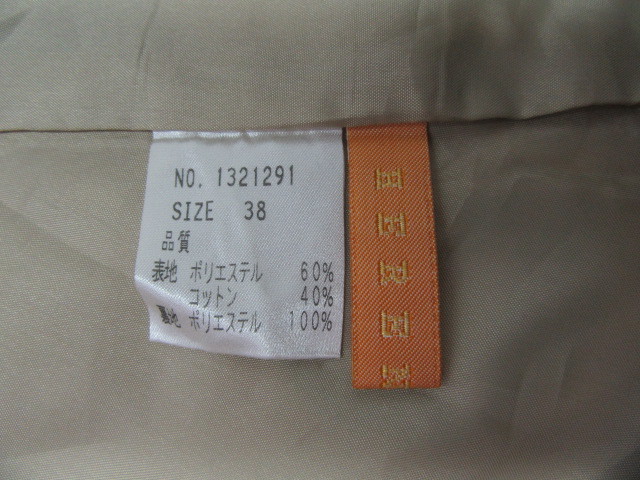 NO. 1321291
SIZE 38
品質
表地 ポリエステル 60%
コットン 40%
裏地 ポリエステル 100%